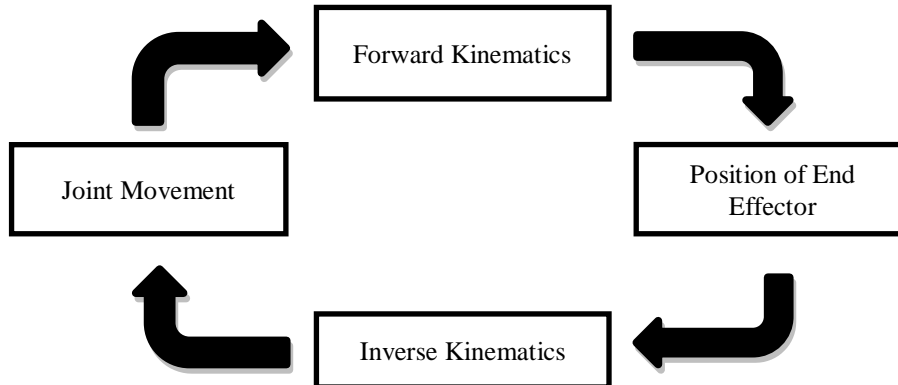 Forward Kinematics
Joint Movement
Position of End
Effector
Inverse Kinematics